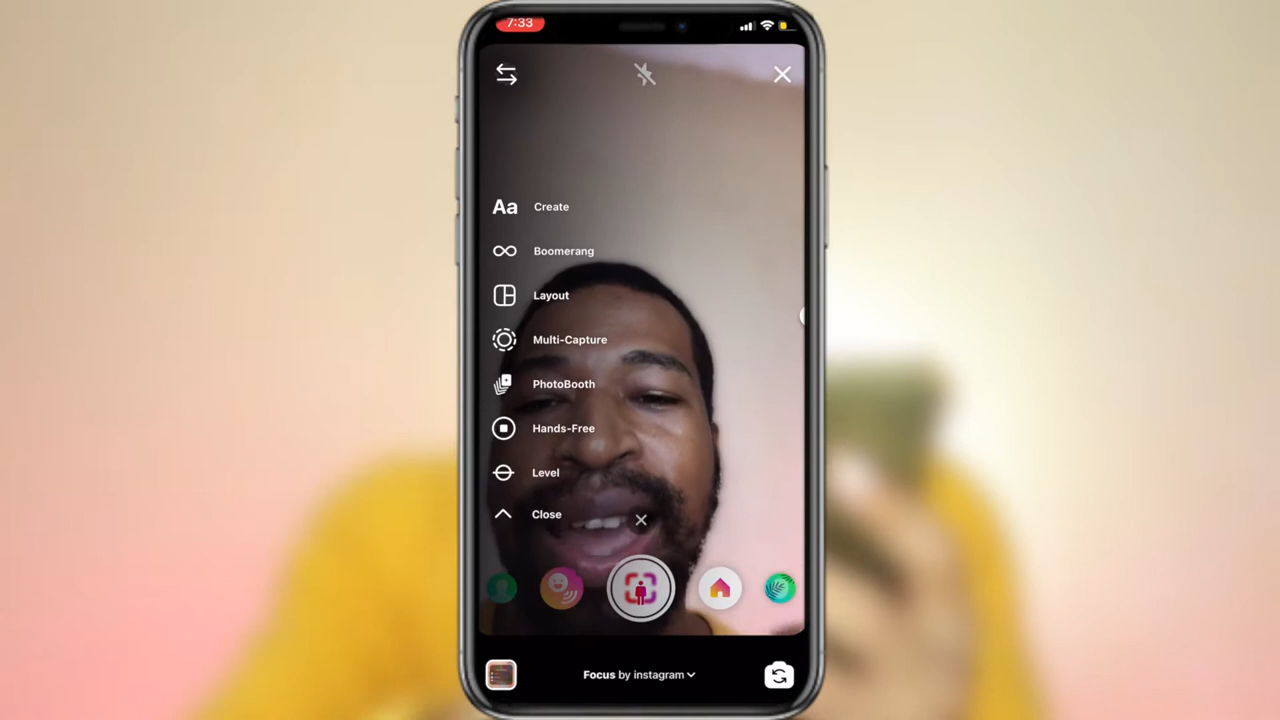 7:33
Aa Create
Boomerang
Layout
Multi-Capture
PhotoBooth
Hands-Free
Level
Close
Focus by instagram